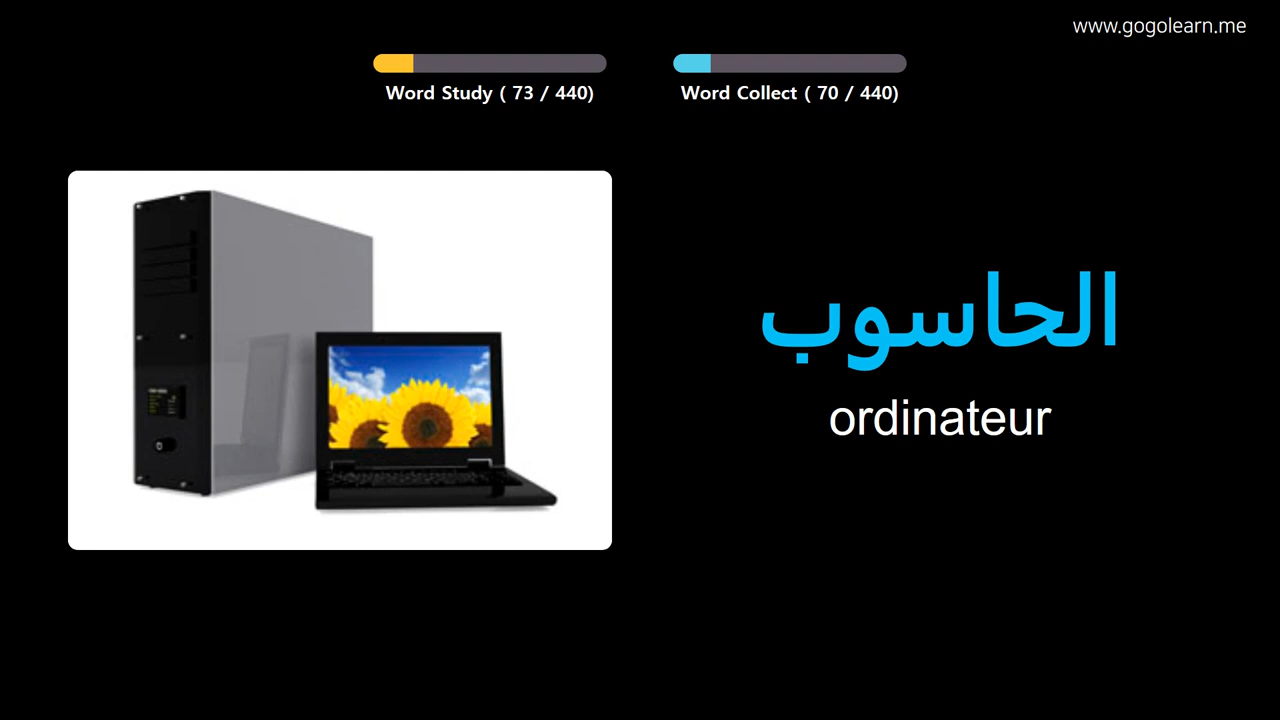 www.gogolearn.me
Word Study ( 73 / 440)
Word Collect ( 70 / 440)
الحاسوب
ordinateur